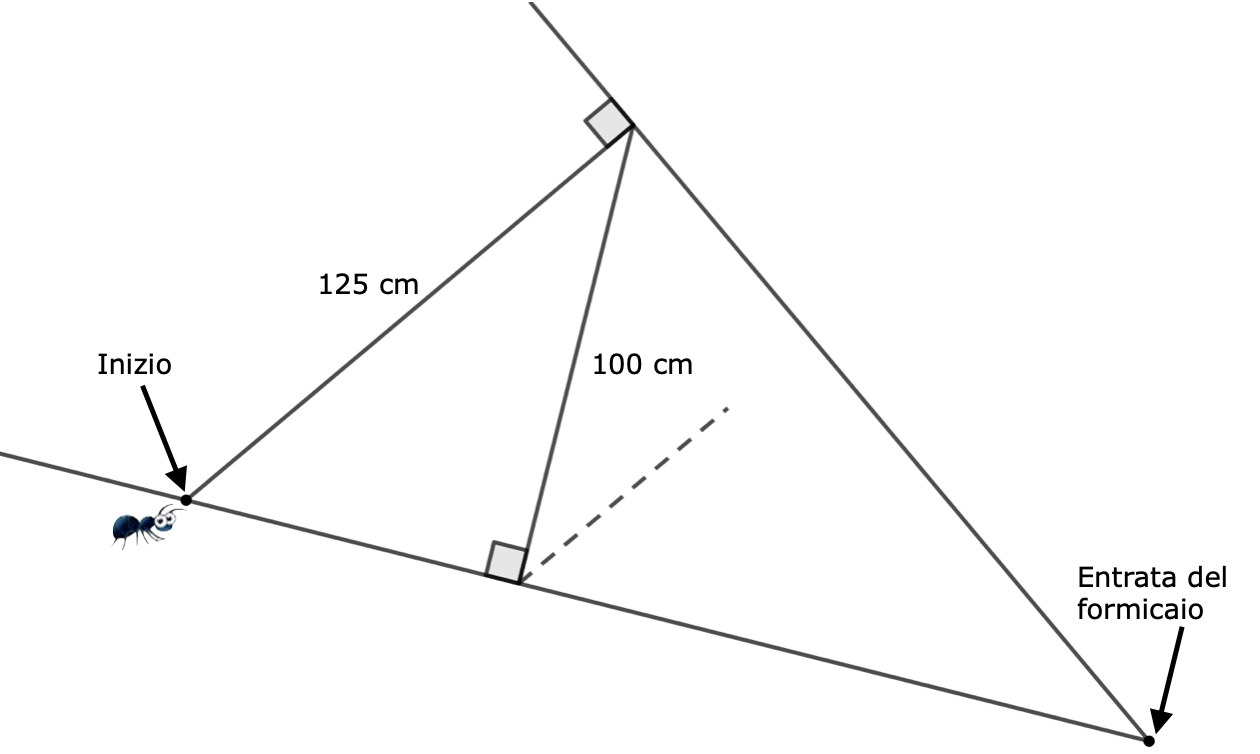 125 cm
Inizio
100 cm
Entrata del
formicaio